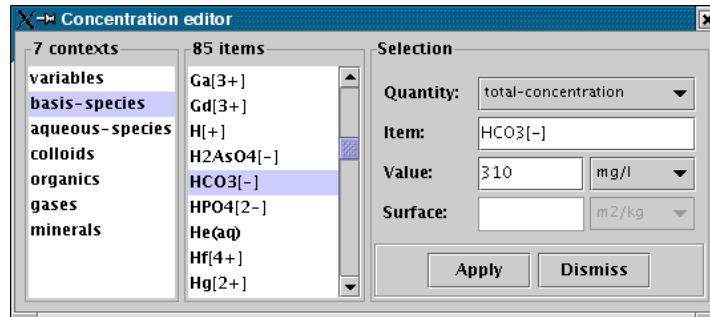 Concentration editor
7 contexts
variables
basis-species
aqueous-species
colloids
organics
gases
minerals
85 items
Ga[3+]
Gd[3+]
H[+]
H2AsO4[-]
HCO3[-]
HPO4[2-]
He(aq)
Hf[4+]
Hg[2+]
Selection
Quantity: total-concentration
Item: HCO3[-]
Value: 310 mg/l
Surface: m2/kg
Apply Dismiss